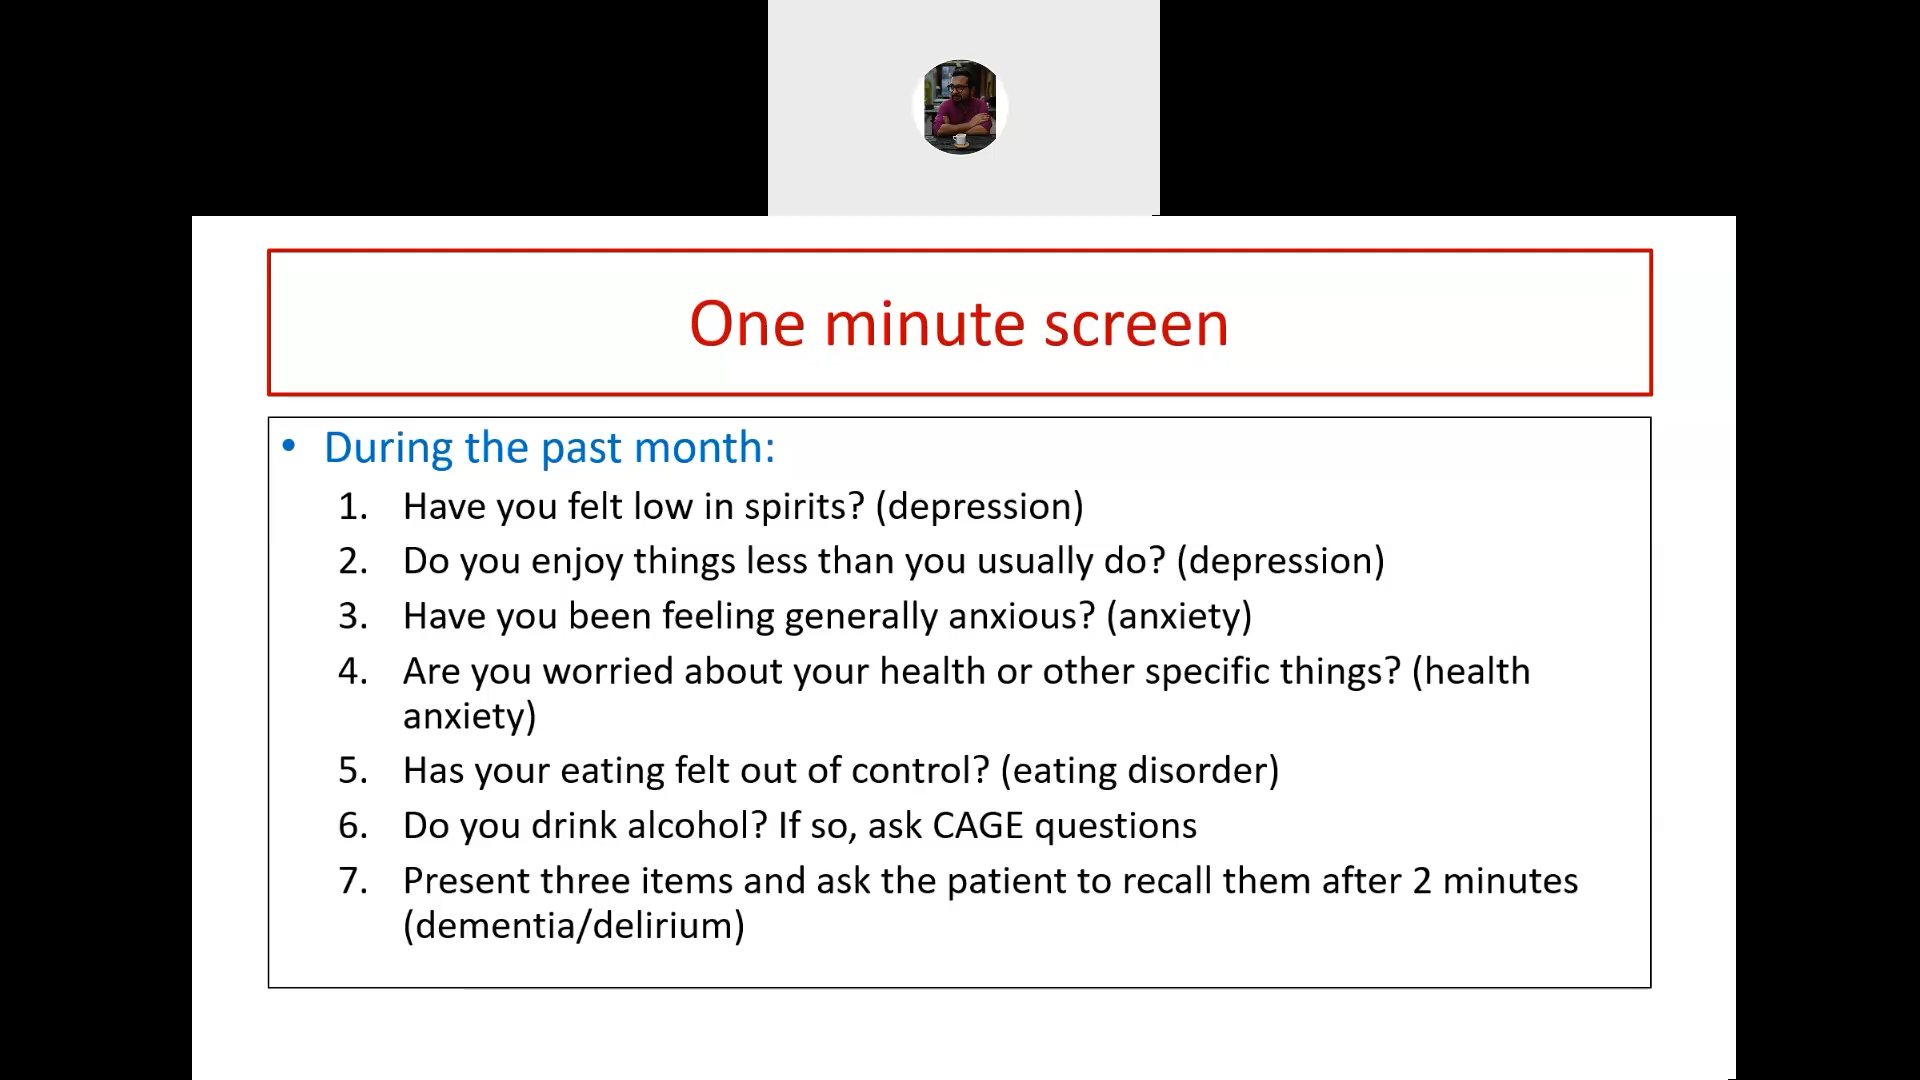 One minute screen
• During the past month:
1. Have you felt low in spirits? (depression)
2. Do you enjoy things less than you usually do? (depression)
3. Have you been feeling generally anxious? (anxiety)
4. Are you worried about your health or other specific things? (health
anxiety)
5. Has your eating felt out of control? (eating disorder)
6. Do you drink alcohol? If so, ask CAGE questions
7. Present three items and ask the patient to recall them after 2 minutes
(dementia/delirium)